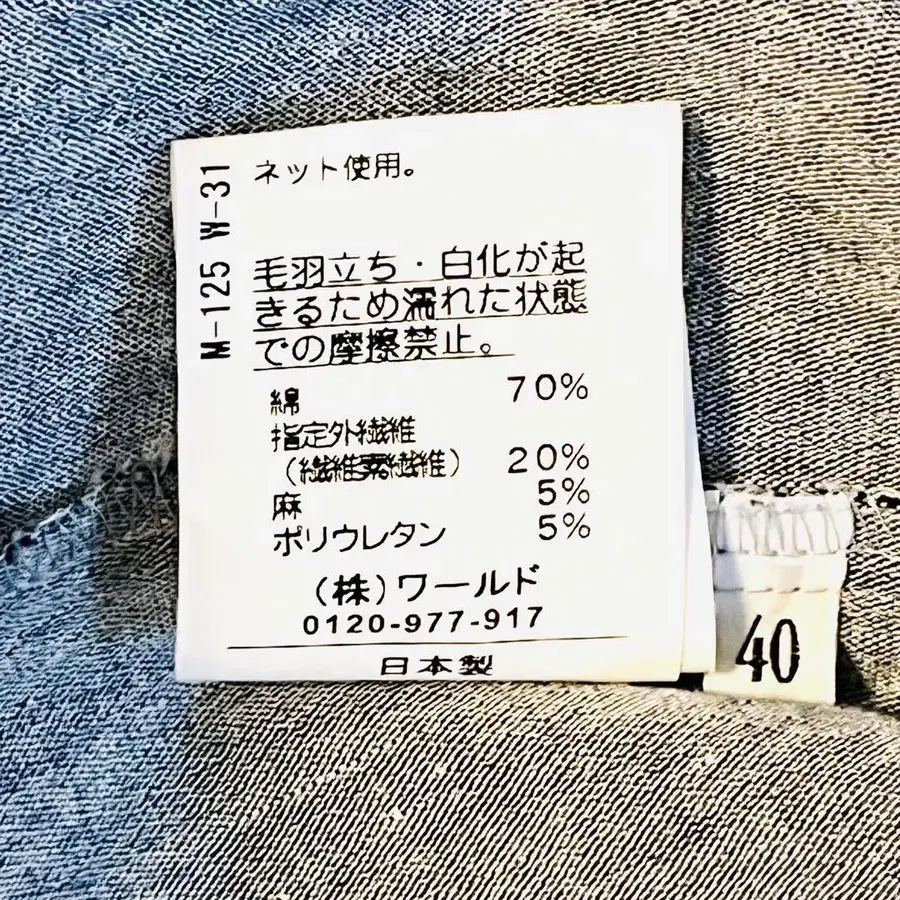 M-125 W-31
ネット使用。
毛羽立ち・白化が起
きるため濡れた状態
での摩擦禁止。
綿 70%
指定外繊維
(繊維素繊維) 20%
麻 5%
ポリウレタン 5%
(株)ワールド
0120-977-917
日本製
40